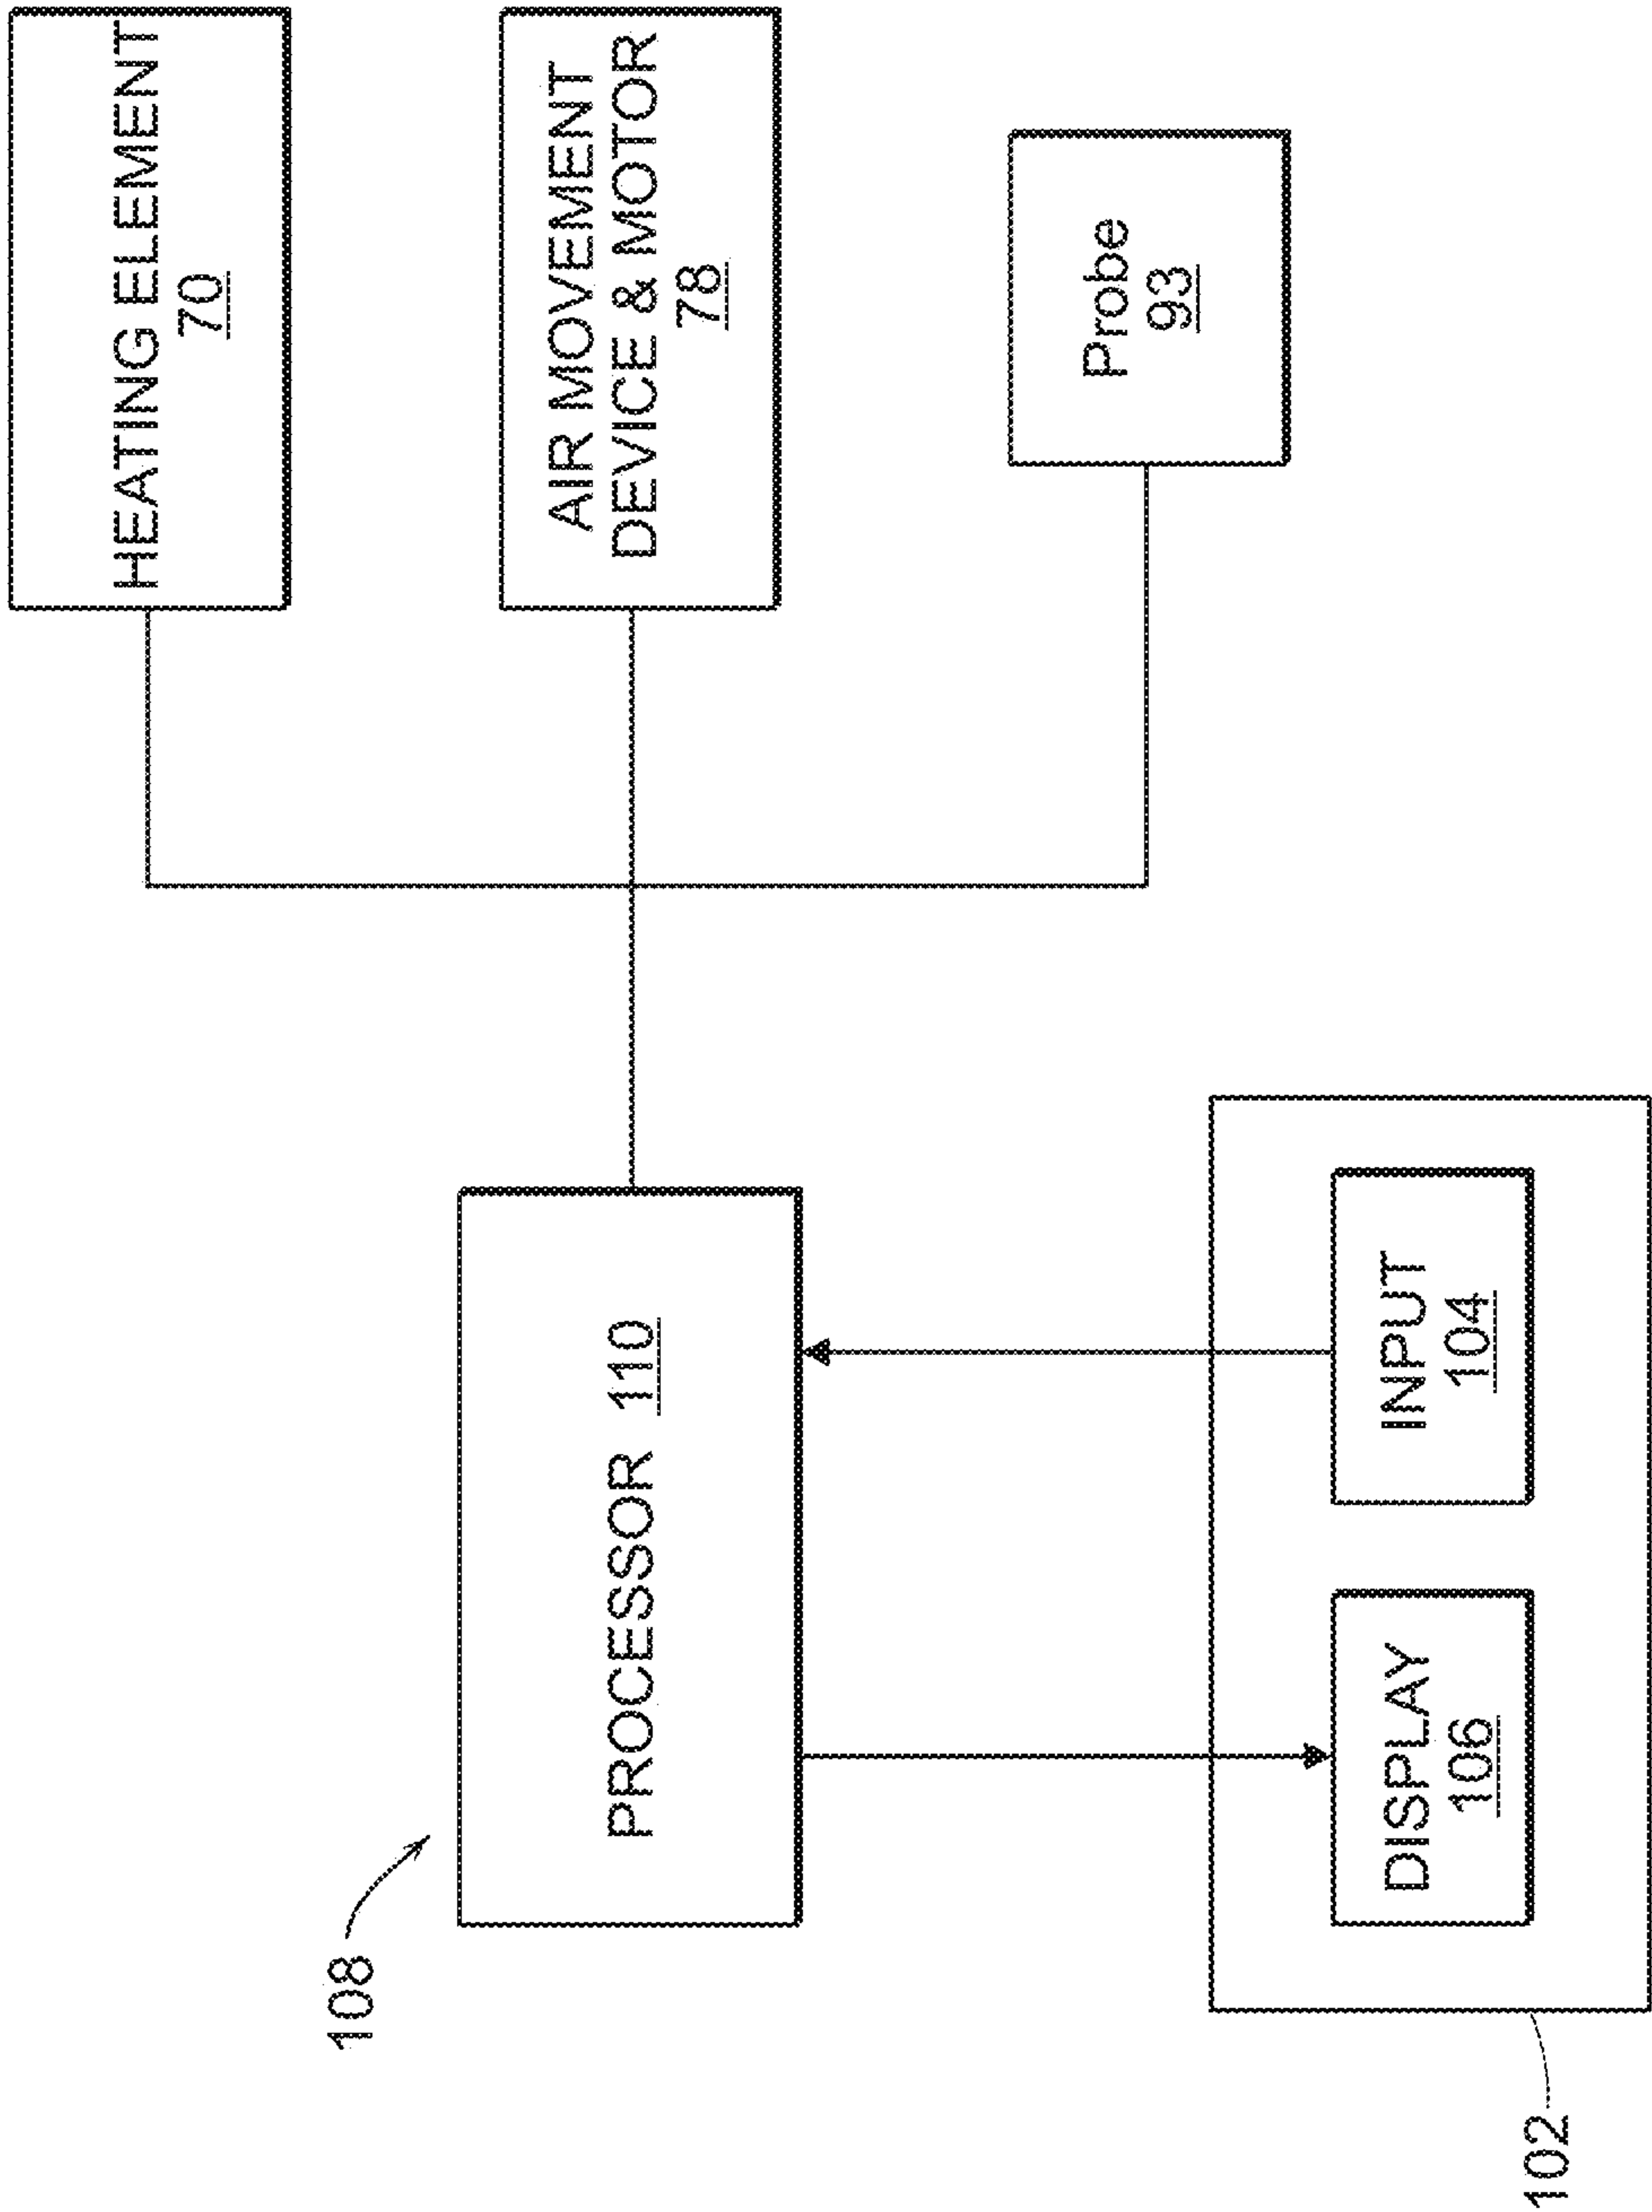 108
PROCESSOR 110
HEATING ELEMENT
70
AIR MOVEMENT
DEVICE & MOTOR
78
Probe
93
DISPLAY
106
INPUT
104
102